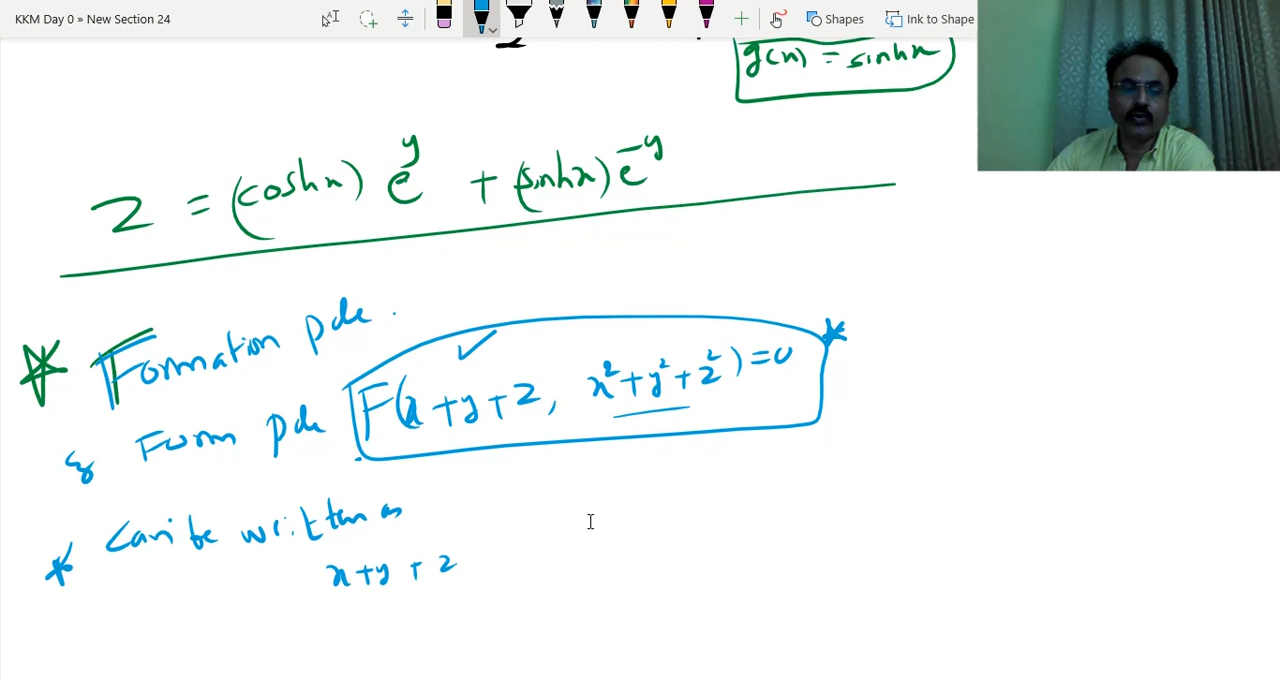 KKM Day 0 » New Section 24
Shapes
Ink to Shape
g(x) = sinhx
z = (coshx) e^y + (sinhx) e^-y
Formation pde.
Form pde F(x+y+z, x²+y²+z²)=0
Can be written as
x+y+z